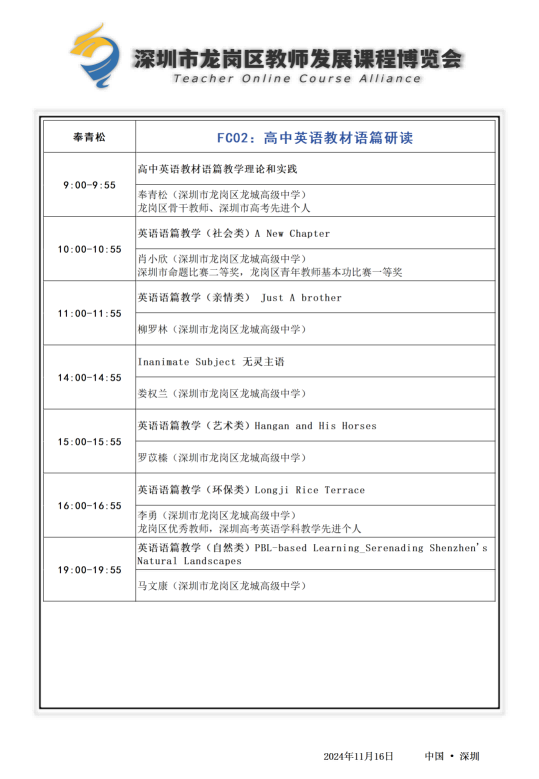 深圳市龙岗区教师发展课程博览会
Teacher Online Course Alliance
奉青松
FC02：高中英语教材语篇研读
9:00-9:55
高中英语教材语篇教学理论和实践
奉青松（深圳市龙岗区龙城高级中学）
龙岗区骨干教师、深圳市高考先进个人
10:00-10:55
英语语篇教学（社会类）A New Chapter
肖小欣（深圳市龙岗区龙城高级中学）
深圳市命题比赛二等奖，龙岗区青年教师基本功比赛一等奖
11:00-11:55
英语语篇教学（亲情类） Just A brother
柳罗林（深圳市龙岗区龙城高级中学）
14:00-14:55
Inanimate Subject 无灵主语
娄权兰（深圳市龙岗区龙城高级中学）
15:00-15:55
英语语篇教学（艺术类）Hangan and His Horses
罗苡榛（深圳市龙岗区龙城高级中学）
16:00-16:55
英语语篇教学（环保类）Longji Rice Terrace
李勇（深圳市龙岗区龙城高级中学）
龙岗区优秀教师，深圳高考英语学科教学先进个人
19:00-19:55
英语语篇教学（自然类）PBL-based Learning_Serenading Shenzhen's
Natural Landscapes
马文康（深圳市龙岗区龙城高级中学）
2024年11月16日 中国 • 深圳